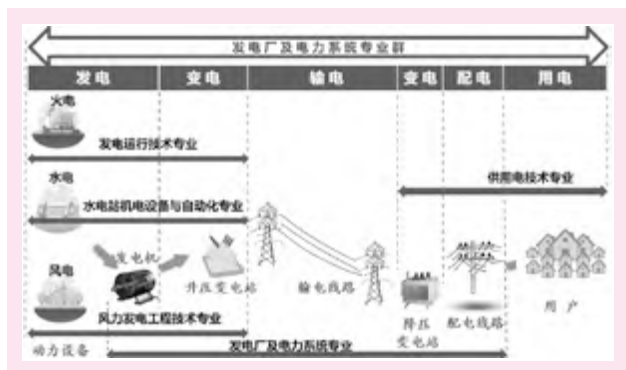 发电厂及电力系统专业群
发电 变电 输电 变电 配电 用电
火电
发电运行技术专业
水电
供用电技术专业
水电站机电设备与自动化专业
发电机
风电
升压变电站
输电线路
用户
降压变电站
配电线路
风力发电工程技术专业
动力设备
发电厂及电力系统专业